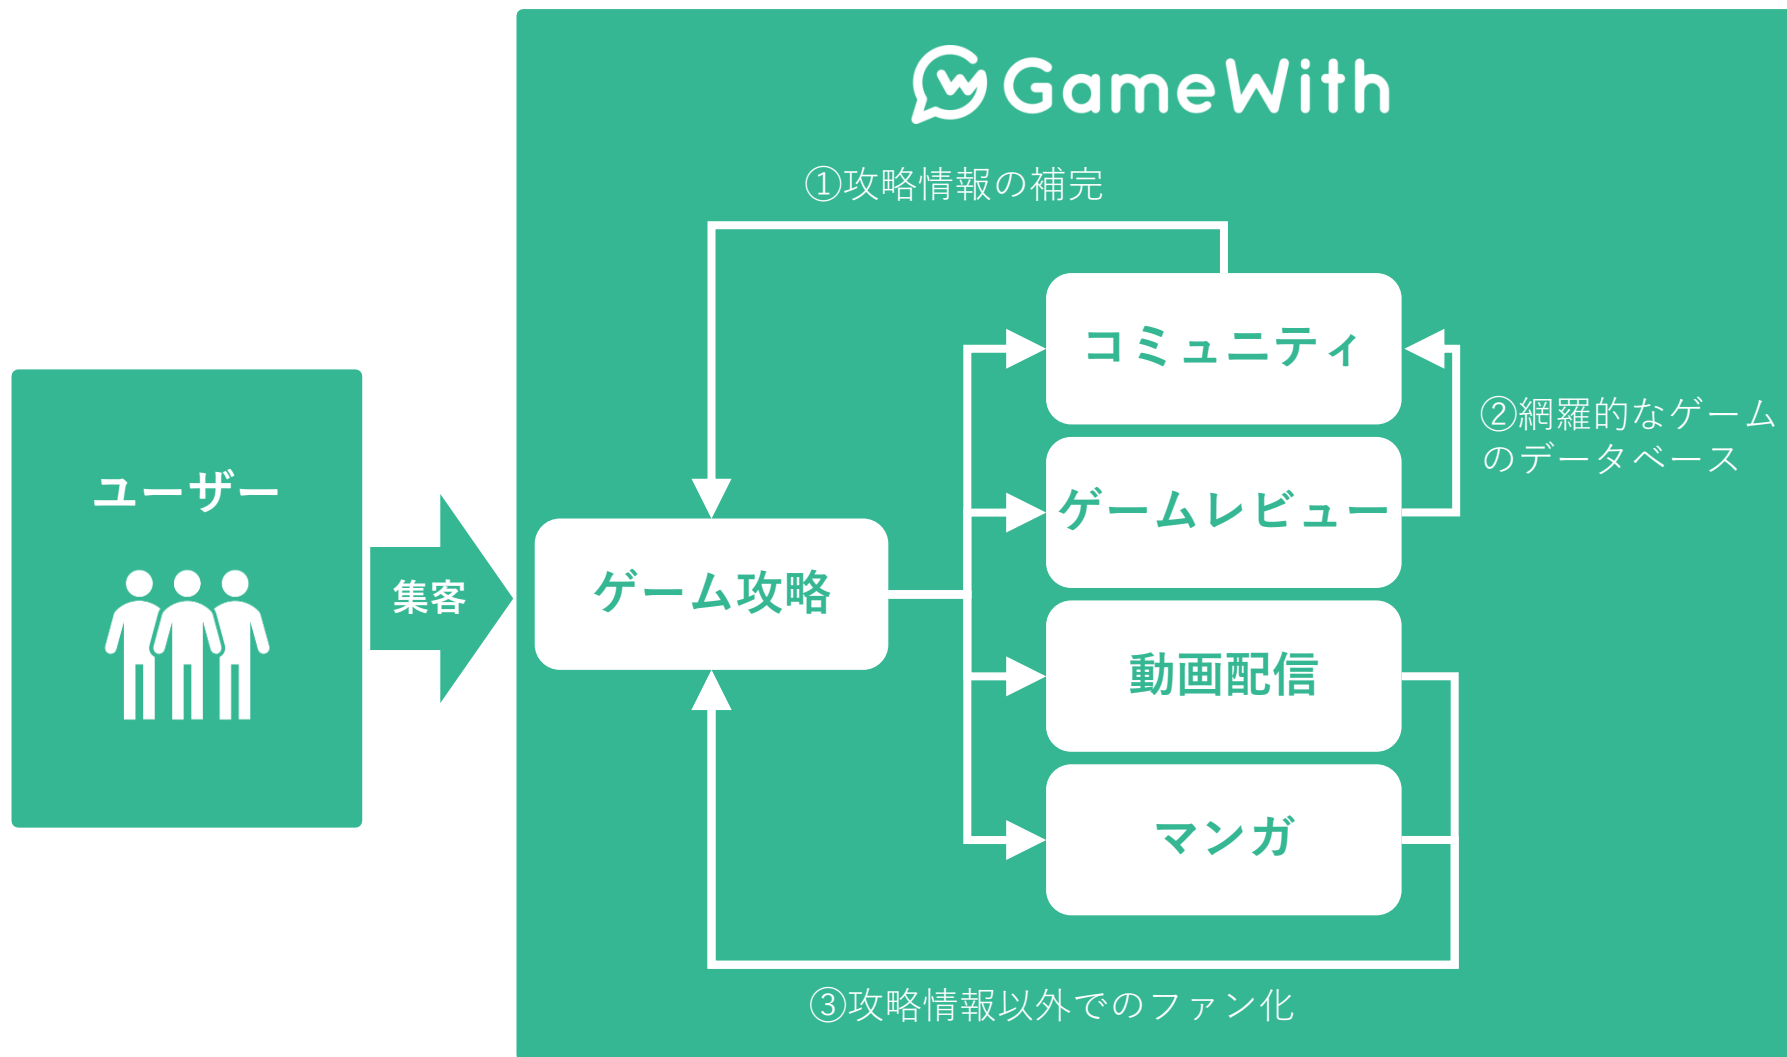 GameWith
①攻略情報の補完
コミュニティ
②網羅的なゲーム
のデータベース
ユーザー
ゲームレビュー
集客
ゲーム攻略
動画配信
マンガ
③攻略情報以外でのファン化